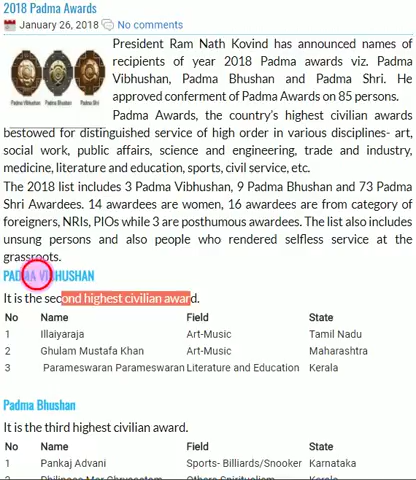 2018 Padma Awards
January 26, 2018 No comments
President Ram Nath Kovind has announced names of
recipients of year 2018 Padma awards viz. Padma
Vibhushan, Padma Bhushan and Padma Shri. He
approved conferment of Padma Awards on 85 persons.
Padma Vibhushan Padma Bhushan Padma Shri
Padma Awards, the country's highest civilian awards
bestowed for distinguished service of high order in various disciplines- art,
social work, public affairs, science and engineering, trade and industry,
medicine, literature and education, sports, civil service, etc.
The 2018 list includes 3 Padma Vibhushan, 9 Padma Bhushan and 73 Padma
Shri Awardees. 14 awardees are women, 16 awardees are from category of
foreigners, NRIs, PIOs while 3 are posthumous awardees. The list also includes
unsung persons and also people who rendered selfless service at the
grassroots.
PADMA VIBHUSHAN
It is the second highest civilian award.
No Name Field State
1 Illaiyaraja Art-Music Tamil Nadu
2 Ghulam Mustafa Khan Art-Music Maharashtra
3 Parameswaran Parameswaran Literature and Education Kerala
Padma Bhushan
It is the third highest civilian award.
No Name Field State
1 Pankaj Advani Sports- Billiards/Snooker Karnataka